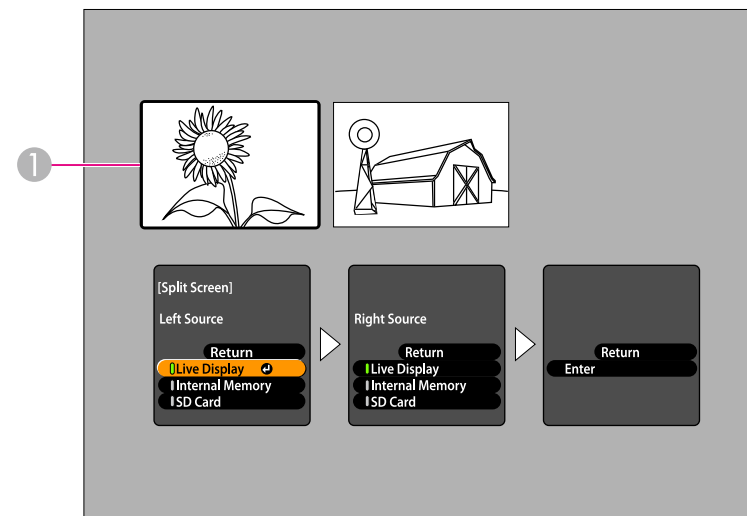 1
[Split Screen]
Left Source
Return
Live Display
Internal Memory
SD Card
Right Source
Return
Live Display
Internal Memory
SD Card
Return
Enter